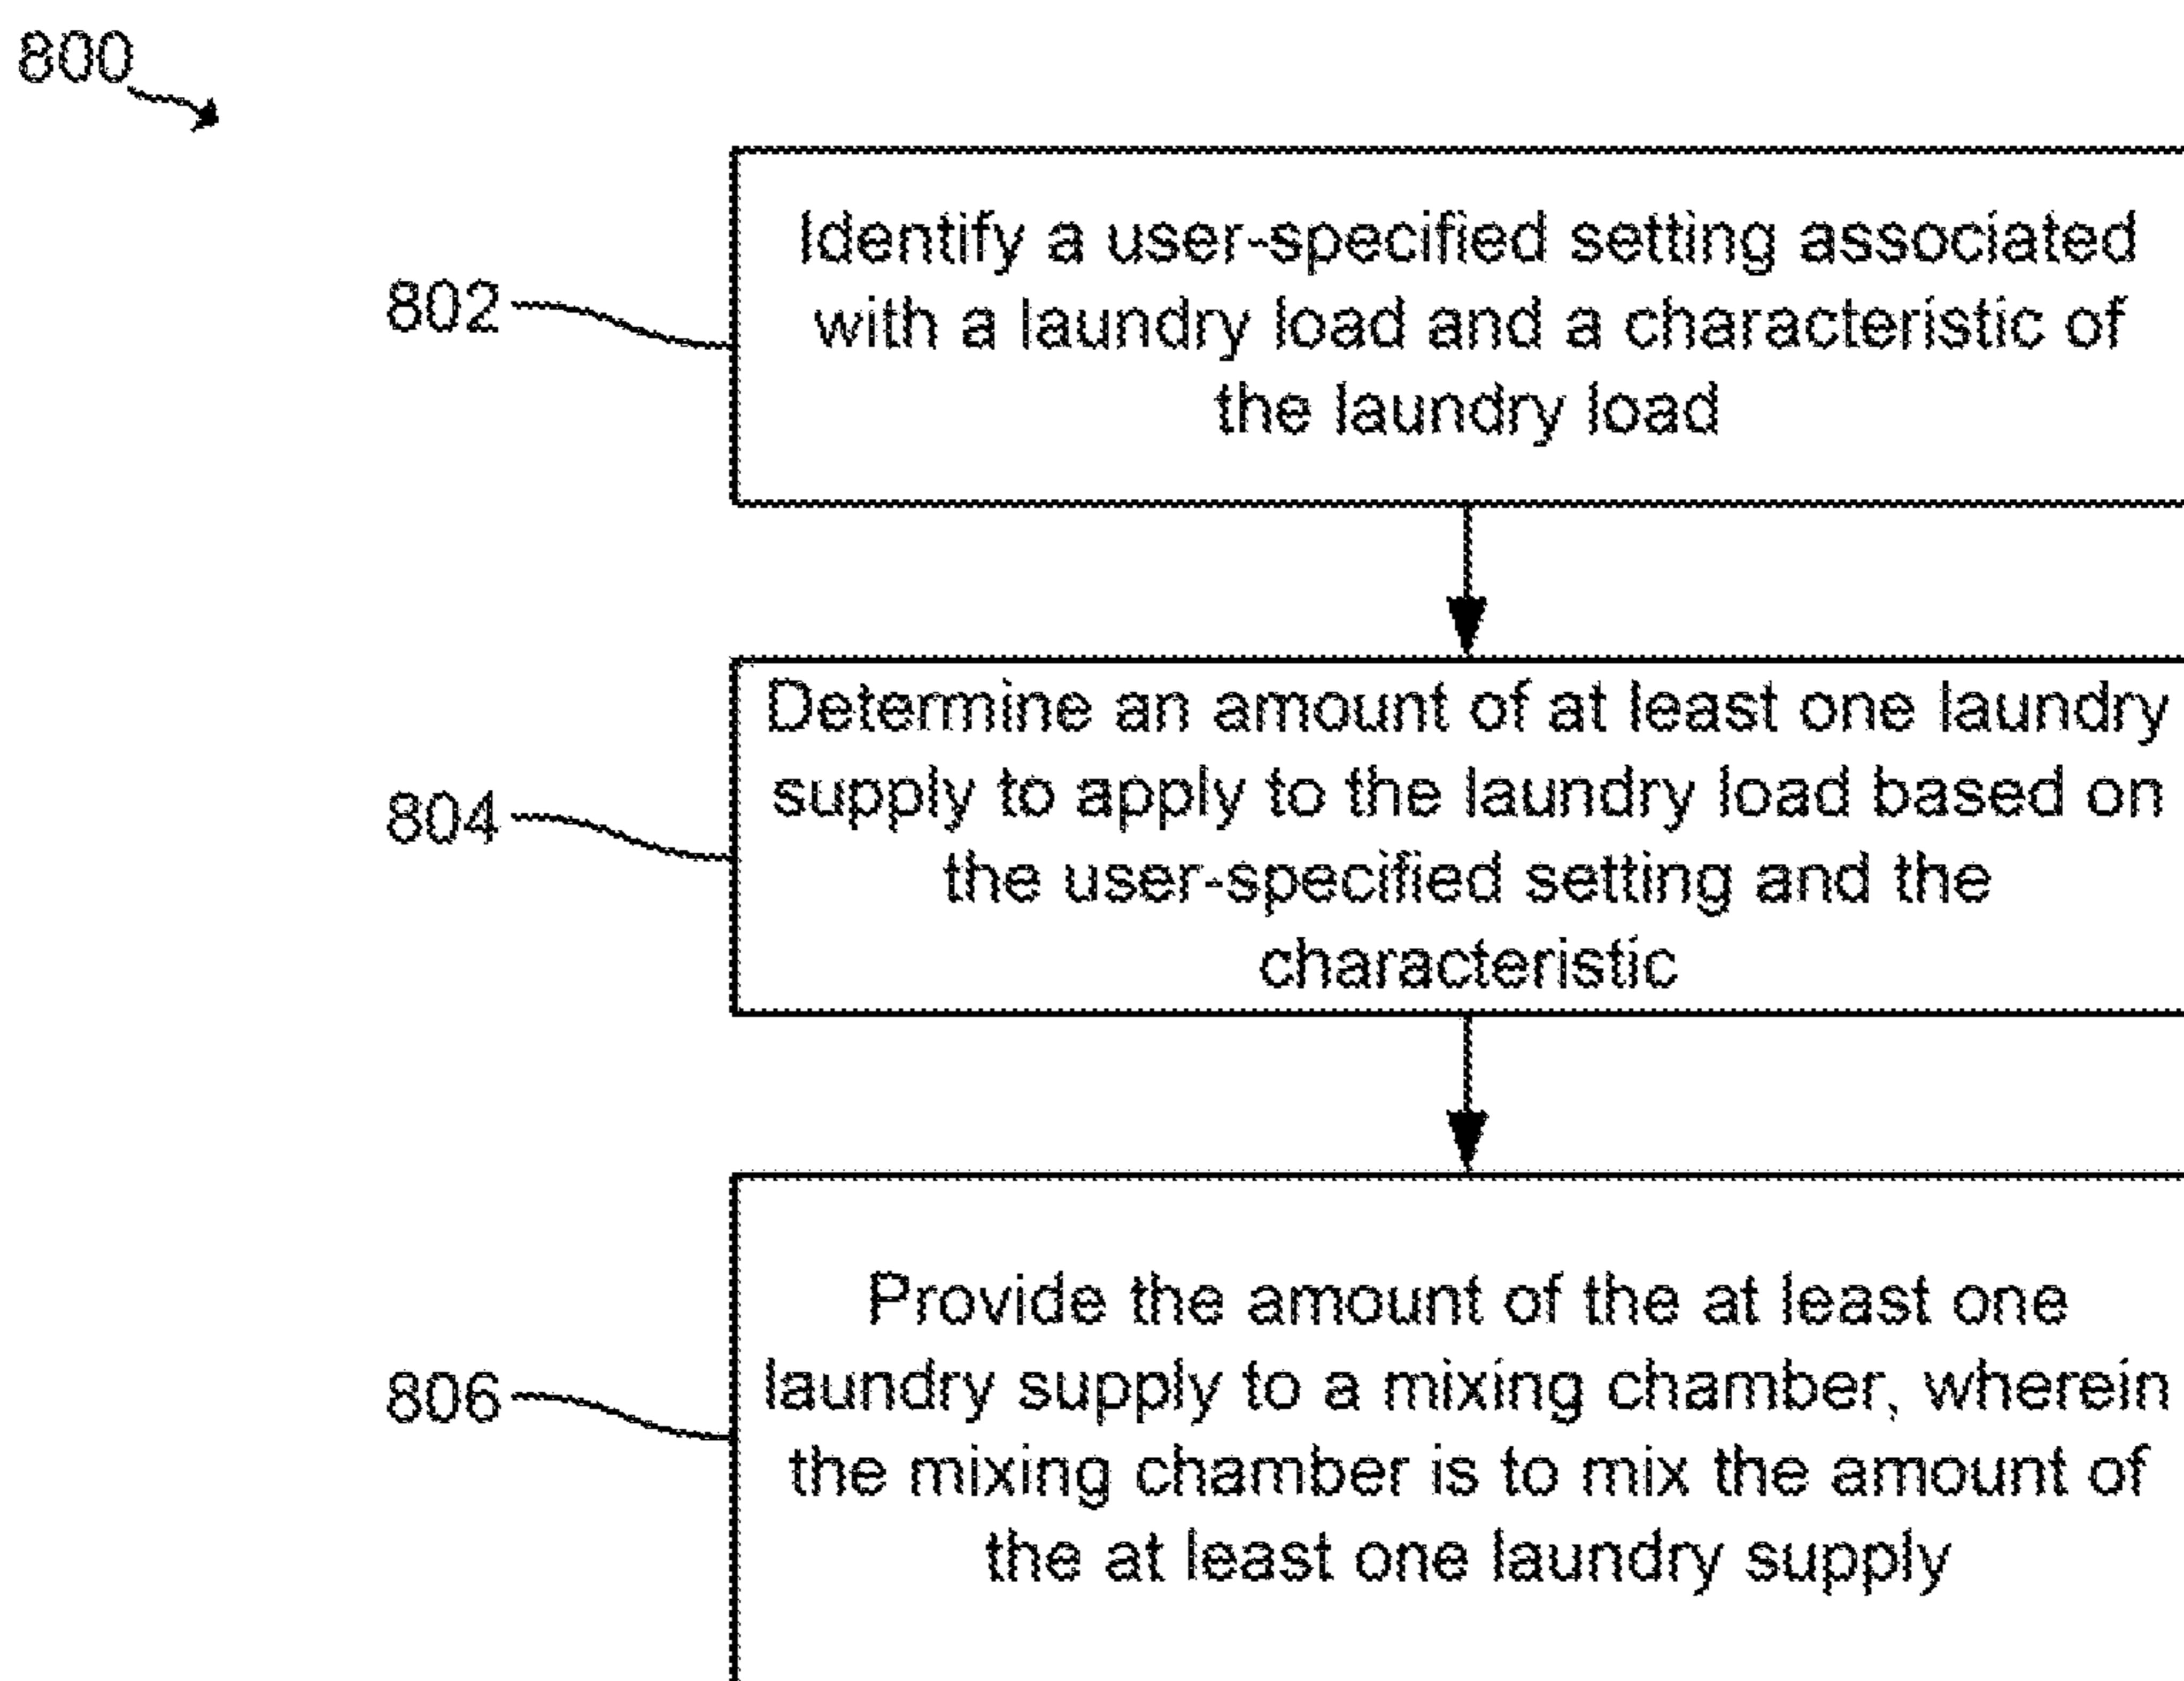 800
802
Identify a user-specified setting associated
with a laundry load and a characteristic of
the laundry load
804
Determine an amount of at least one laundry
supply to apply to the laundry load based on
the user-specified setting and the
characteristic
806
Provide the amount of the at least one
laundry supply to a mixing chamber, wherein
the mixing chamber is to mix the amount of
the at least one laundry supply